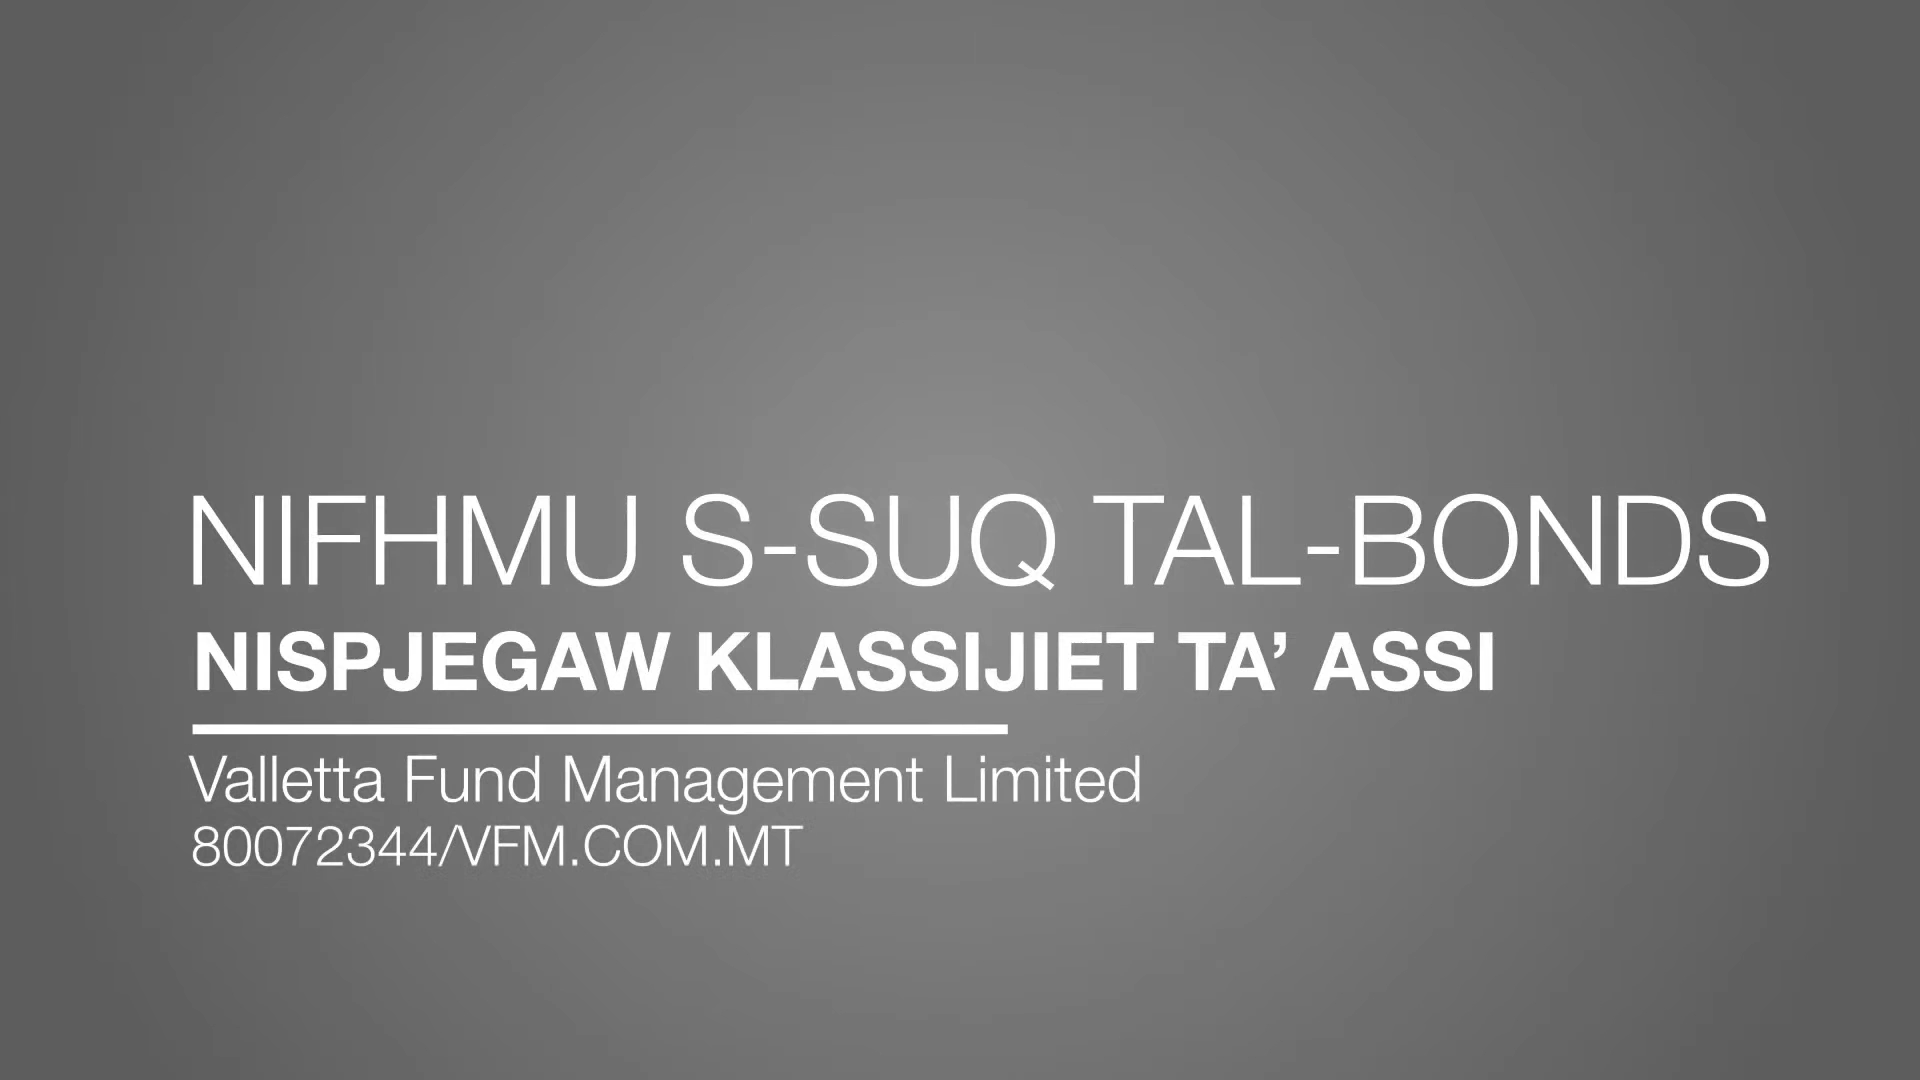 NIFHMU S-SUQ TAL-BONDS
NISPJEGAW KLASSIJIET TA’ ASSI
Valletta Fund Management Limited
80072344/VFM.COM.MT